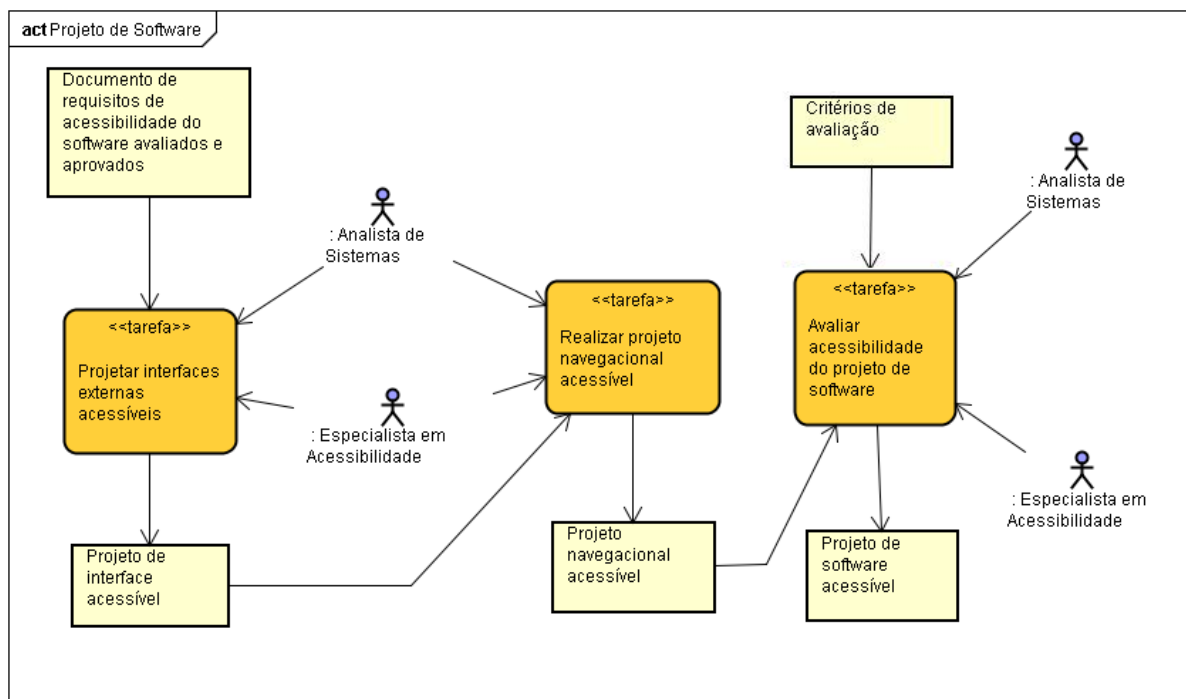 act Projeto de Software
Documento de
requisitos de
acessibilidade do
software avaliados e
aprovados
Critérios de
avaliação
: Analista de
Sistemas
: Analista de
Sistemas
<<tarefa>>
Projetar interfaces
externas
acessíveis
<<tarefa>>
Realizar projeto
navegacional
acessível
<<tarefa>>
Avaliar
acessibilidade
do projeto de
software
: Especialista em
Acessibilidade
: Especialista em
Acessibilidade
Projeto de
interface
acessível
Projeto
navegacional
acessível
Projeto de
software
acessível